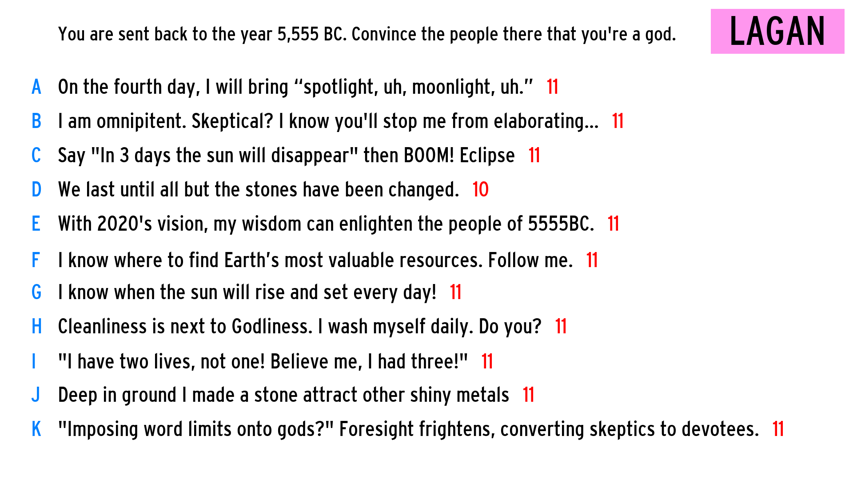 You are sent back to the year 5,555 BC. Convince the people there that you're a god.
LAGAN
A On the fourth day, I will bring “spotlight, uh, moonlight, uh.” 11
B I am omnipitent. Skeptical? I know you'll stop me from elaborating... 11
C Say "In 3 days the sun will disappear" then BOOM! Eclipse 11
D We last until all but the stones have been changed. 10
E With 2020's vision, my wisdom can enlighten the people of 5555BC. 11
F I know where to find Earth’s most valuable resources. Follow me. 11
G I know when the sun will rise and set every day! 11
H Cleanliness is next to Godliness. I wash myself daily. Do you? 11
I "I have two lives, not one! Believe me, I had three!" 11
J Deep in ground I made a stone attract other shiny metals 11
K "Imposing word limits onto gods?" Foresight frightens, converting skeptics to devotees. 11